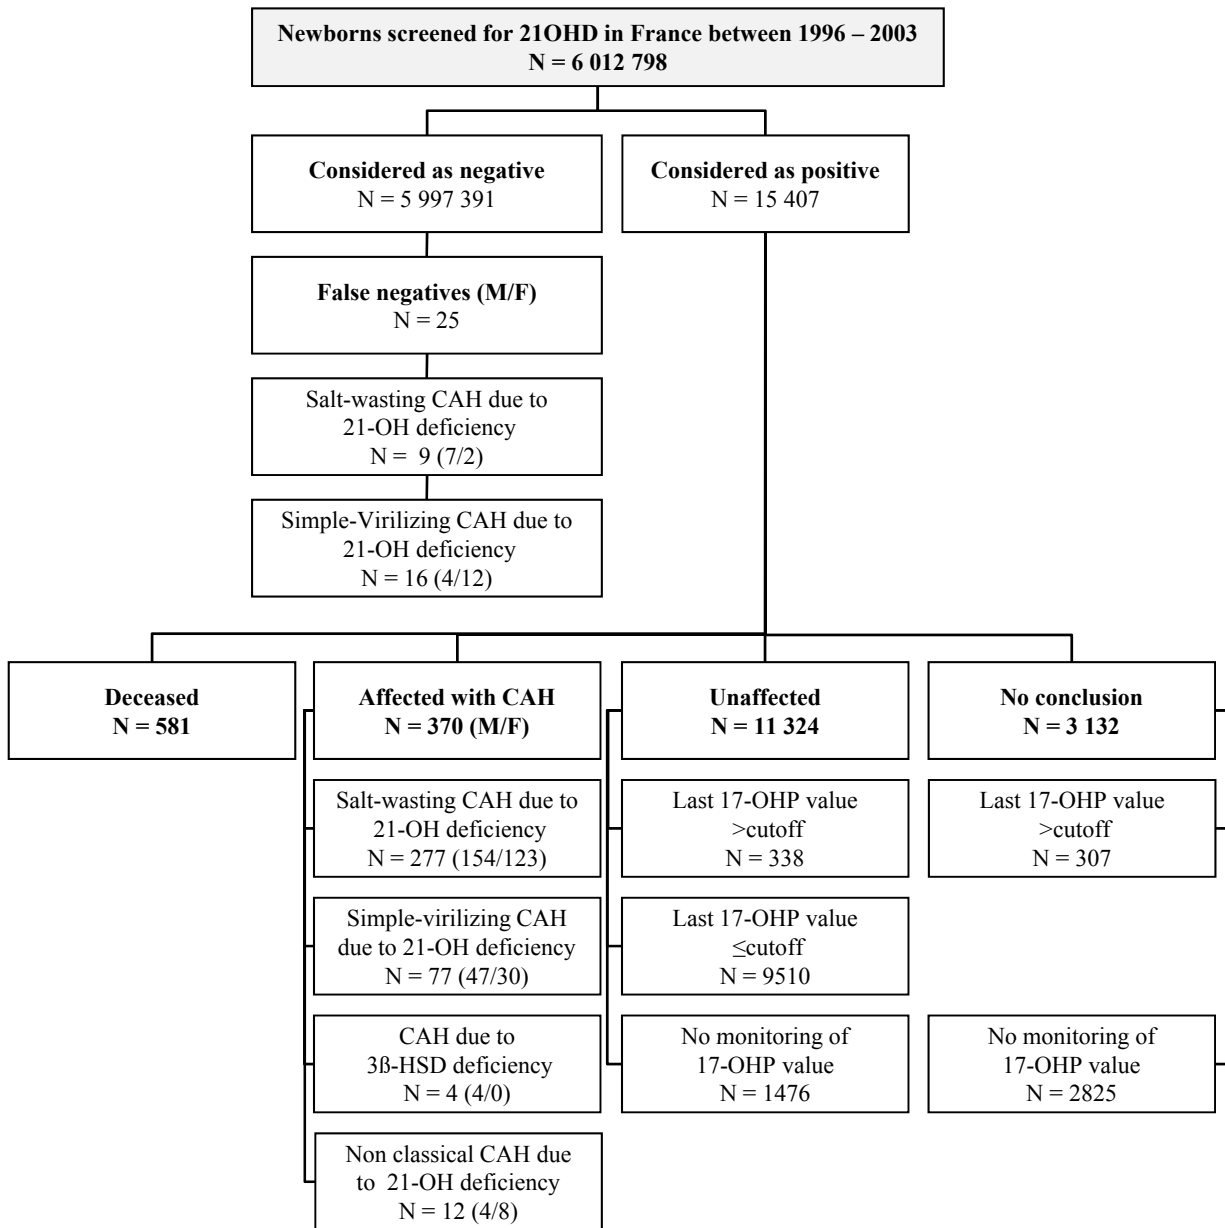 Newborns screened for 21OHD in France between 1996 – 2003
N = 6 012 798
Considered as negative
N = 5 997 391
Considered as positive
N = 15 407
False negatives (M/F)
N = 25
Salt-wasting CAH due to
21-OH deficiency
N = 9 (7/2)
Simple-Virilizing CAH due to
21-OH deficiency
N = 16 (4/12)
Deceased
N = 581
Affected with CAH
N = 370 (M/F)
Unaffected
N = 11 324
No conclusion
N = 3 132
Salt-wasting CAH due to
21-OH deficiency
N = 277 (154/123)
Last 17-OHP value
>cutoff
N = 338
Last 17-OHP value
>cutoff
N = 307
Simple-virilizing CAH
due to 21-OH deficiency
N = 77 (47/30)
Last 17-OHP value
≤cutoff
N = 9510
CAH due to
3ß-HSD deficiency
N = 4 (4/0)
No monitoring of
17-OHP value
N = 1476
No monitoring of
17-OHP value
N = 2825
Non classical CAH due
to 21-OH deficiency
N = 12 (4/8)